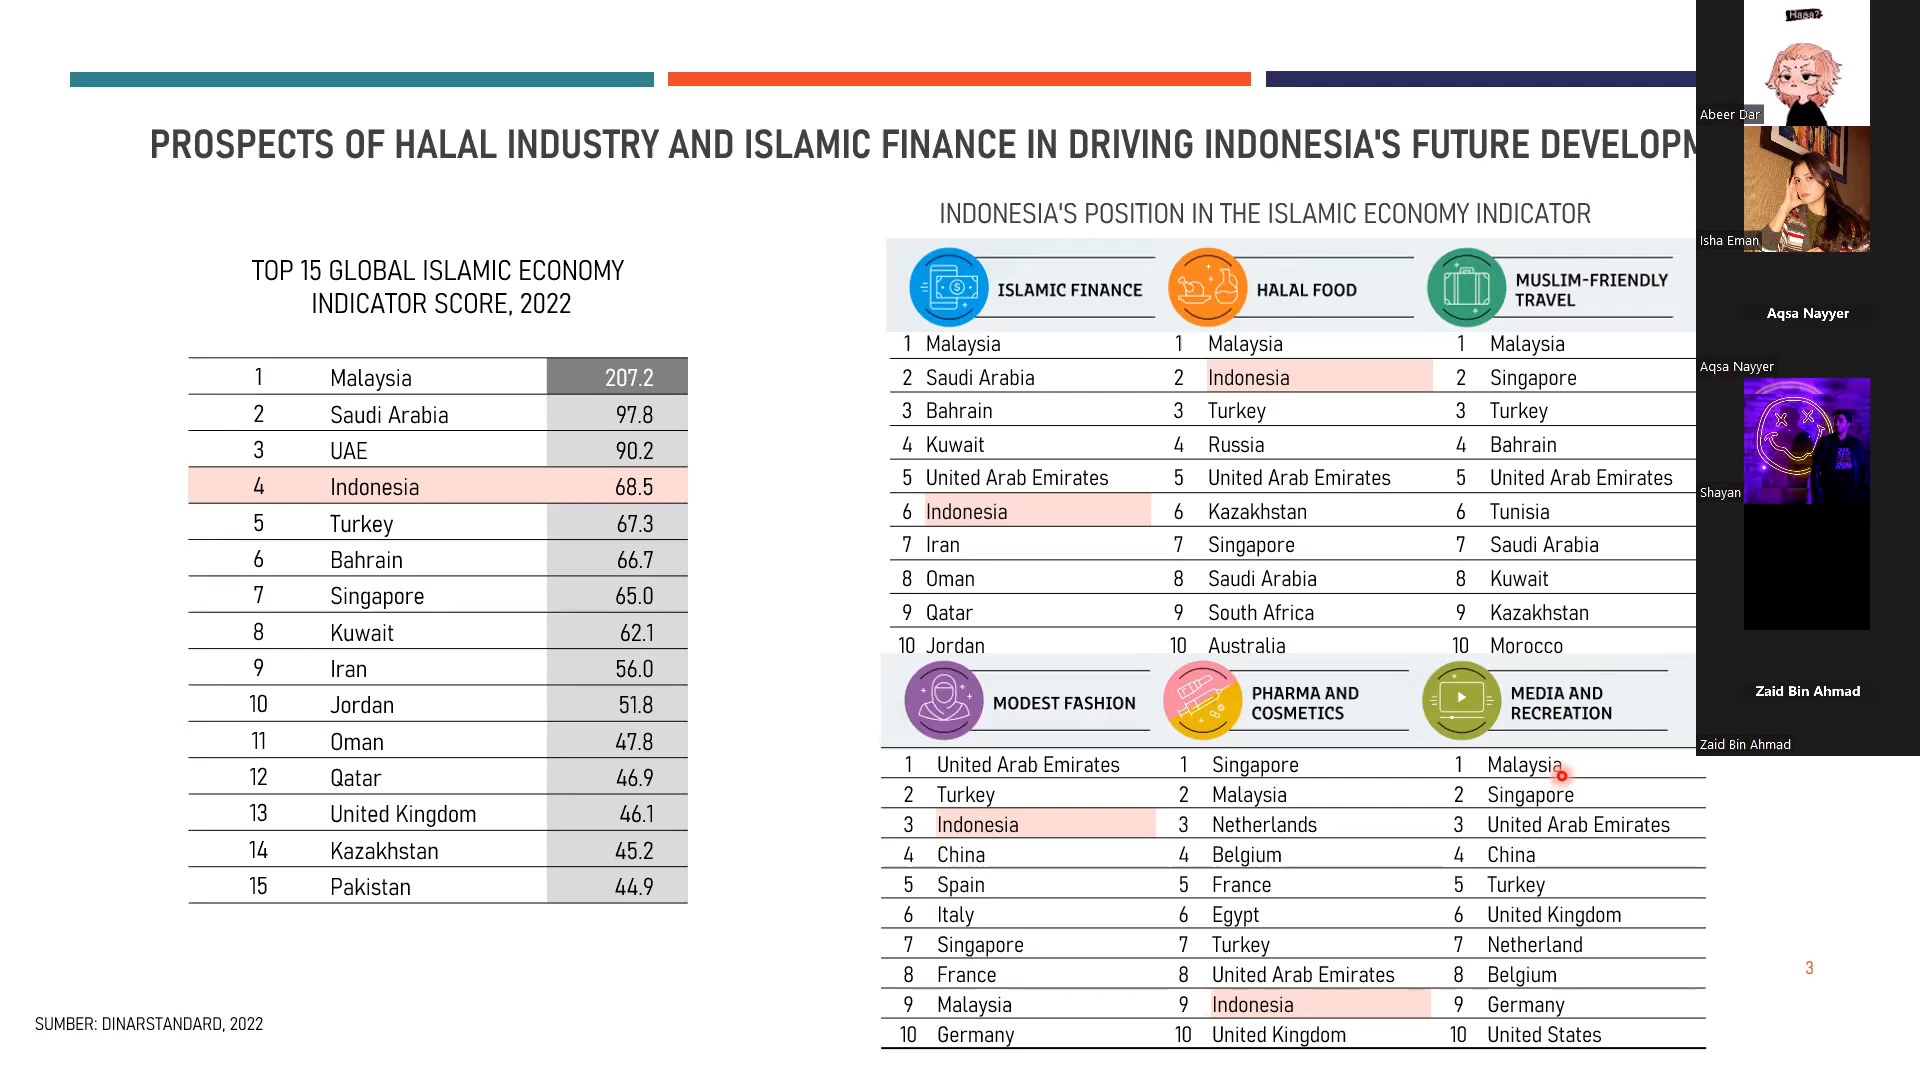 PROSPECTS OF HALAL INDUSTRY AND ISLAMIC FINANCE IN DRIVING INDONESIA'S FUTURE DEVELOPM
TOP 15 GLOBAL ISLAMIC ECONOMY
INDICATOR SCORE, 2022
1 Malaysia 207.2
2 Saudi Arabia 97.8
3 UAE 90.2
4 Indonesia 68.5
5 Turkey 67.3
6 Bahrain 66.7
7 Singapore 65.0
8 Kuwait 62.1
9 Iran 56.0
10 Jordan 51.8
11 Oman 47.8
12 Qatar 46.9
13 United Kingdom 46.1
14 Kazakhstan 45.2
15 Pakistan 44.9
SUMBER: DINARSTANDARD, 2022
INDONESIA'S POSITION IN THE ISLAMIC ECONOMY INDICATOR
ISLAMIC FINANCE
1 Malaysia
2 Saudi Arabia
3 Bahrain
4 Kuwait
5 United Arab Emirates
6 Indonesia
7 Iran
8 Oman
9 Qatar
10 Jordan
HALAL FOOD
1 Malaysia
2 Indonesia
3 Turkey
4 Russia
5 United Arab Emirates
6 Kazakhstan
7 Singapore
8 Saudi Arabia
9 South Africa
10 Australia
MUSLIM-FRIENDLY
TRAVEL
1 Malaysia
2 Singapore
3 Turkey
4 Bahrain
5 United Arab Emirates
6 Tunisia
7 Saudi Arabia
8 Kuwait
9 Kazakhstan
10 Morocco
MODEST FASHION
1 United Arab Emirates
2 Turkey
3 Indonesia
4 China
5 Spain
6 Italy
7 Singapore
8 France
9 Malaysia
10 Germany
PHARMA AND
COSMETICS
1 Singapore
2 Malaysia
3 Netherlands
4 Belgium
5 France
6 Egypt
7 Turkey
8 United Arab Emirates
9 Indonesia
10 United Kingdom
MEDIA AND
RECREATION
1 Malaysia
2 Singapore
3 United Arab Emirates
4 China
5 Turkey
6 United Kingdom
7 Netherland
8 Belgium
9 Germany
10 United States
3
Haaa?
Abeer Dar
Isha Eman
Aqsa Nayyer
Aqsa Nayyer
Shayan
Zaid Bin Ahmad
Zaid Bin Ahmad